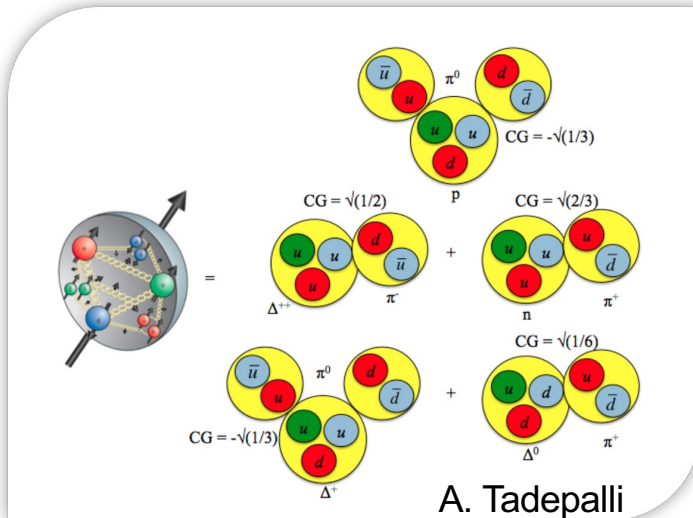 u̅ u π⁰ d d̅
u u
d
CG = -√(1/3)
p
CG = √(1/2) CG = √(2/3)
= u u d u̅ + u u u d̅
u u
Δ⁺⁺ π⁻ n π⁺
CG = √(1/6)
u̅ u π⁰ d d̅ + u d u d̅
u u d
CG = -√(1/3) d
Δ⁺ Δ⁰ π⁺
A. Tadepalli